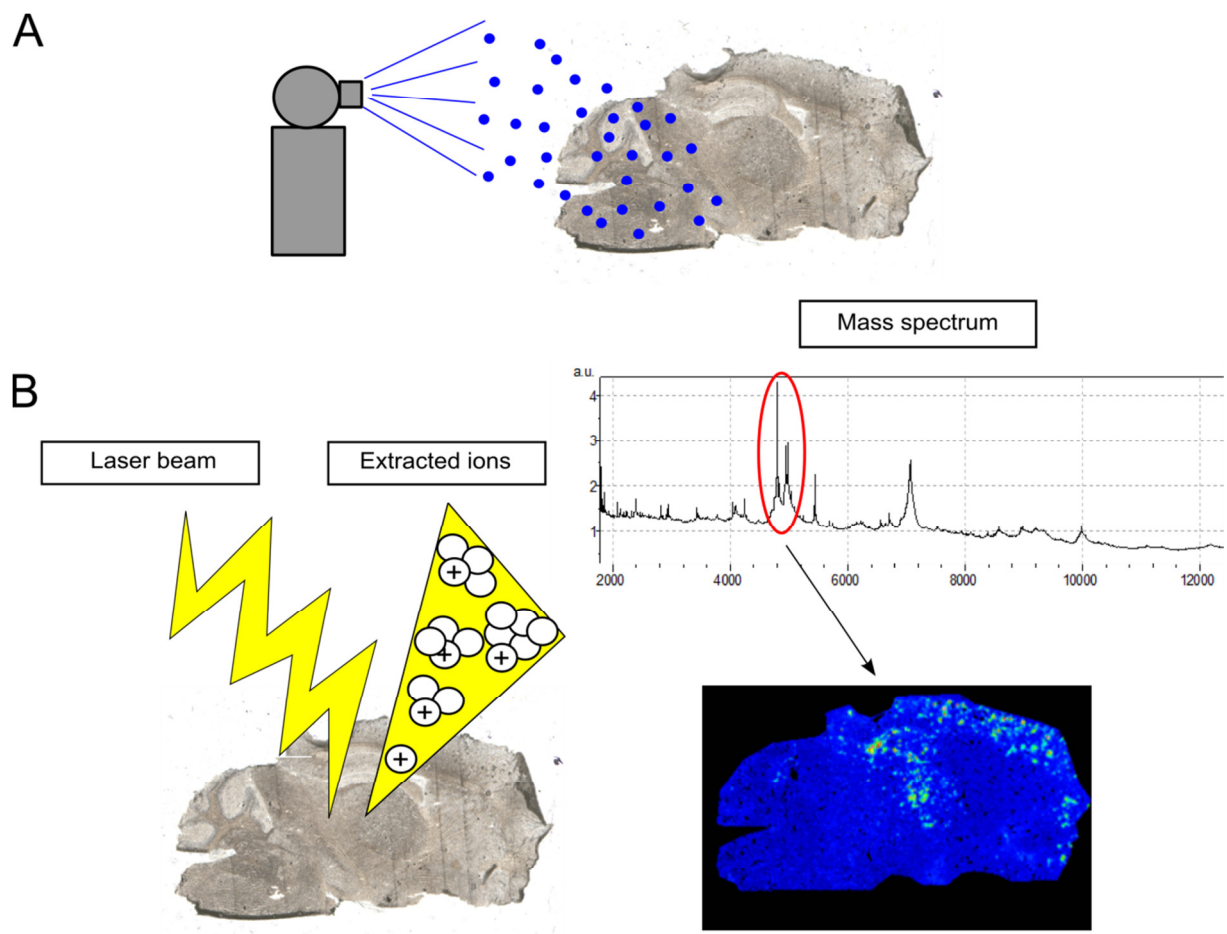 A
Mass spectrum
B
a.u.
4
3
2
1
2000 4000 6000 8000 10000 12000
Laser beam
Extracted ions
+
+
+
+
+